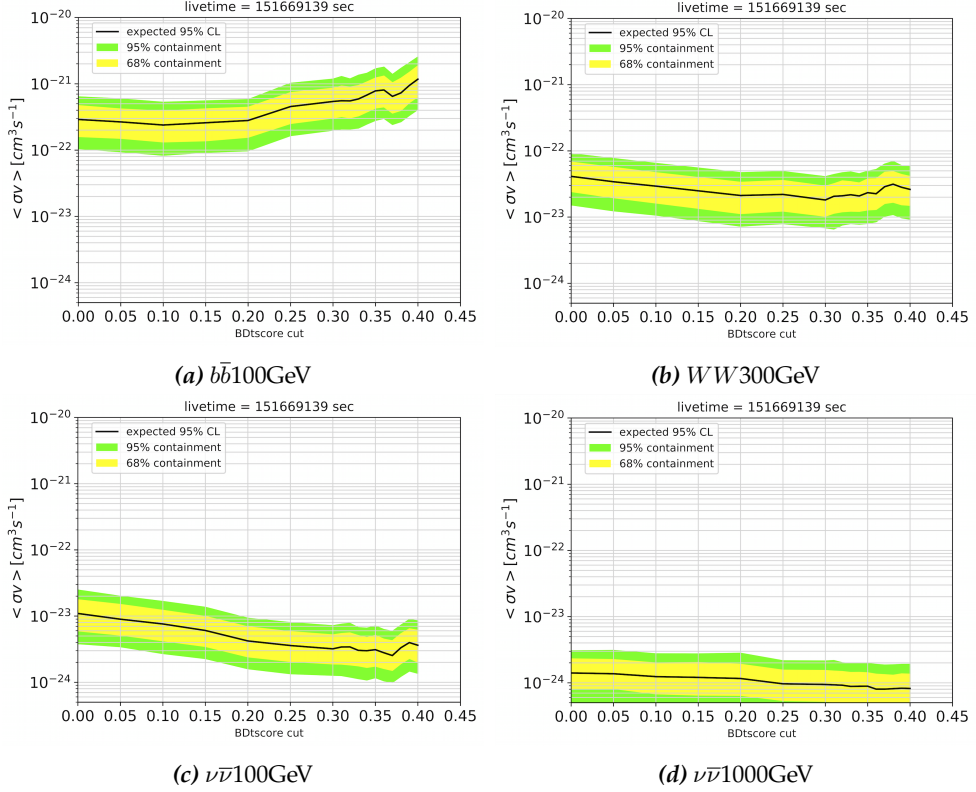 livetime = 151669139 sec
expected 95% CL
95% containment
68% containment
< σv > [cm³s⁻¹]
10⁻²⁰
10⁻²¹
10⁻²²
10⁻²³
10⁻²⁴
0.00 0.05 0.10 0.15 0.20 0.25 0.30 0.35 0.40 0.45
BDtscore cut
(a) bb̅100GeV
livetime = 151669139 sec
expected 95% CL
95% containment
68% containment
< σv > [cm³s⁻¹]
10⁻²⁰
10⁻²¹
10⁻²²
10⁻²³
10⁻²⁴
0.00 0.05 0.10 0.15 0.20 0.25 0.30 0.35 0.40 0.45
BDtscore cut
(b) WW300GeV
livetime = 151669139 sec
expected 95% CL
95% containment
68% containment
< σv > [cm³s⁻¹]
10⁻²⁰
10⁻²¹
10⁻²²
10⁻²³
10⁻²⁴
0.00 0.05 0.10 0.15 0.20 0.25 0.30 0.35 0.40 0.45
BDtscore cut
(c) νν̅100GeV
livetime = 151669139 sec
expected 95% CL
95% containment
68% containment
< σv > [cm³s⁻¹]
10⁻²⁰
10⁻²¹
10⁻²²
10⁻²³
10⁻²⁴
0.00 0.05 0.10 0.15 0.20 0.25 0.30 0.35 0.40 0.45
BDtscore cut
(d) νν̅1000GeV